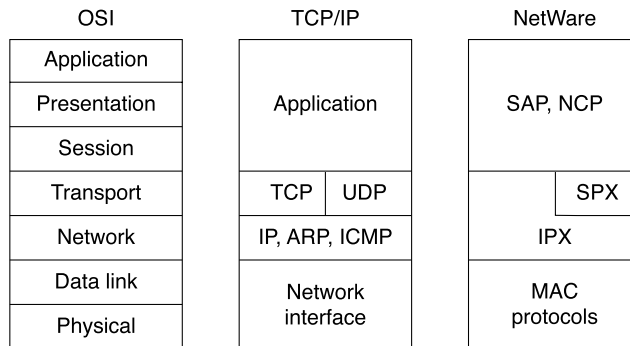 OSI
TCP/IP
NetWare
Application
Presentation
Session
Transport
Network
Data link
Physical
Application
TCP
UDP
IP, ARP, ICMP
Network
interface
SAP, NCP
SPX
IPX
MAC
protocols